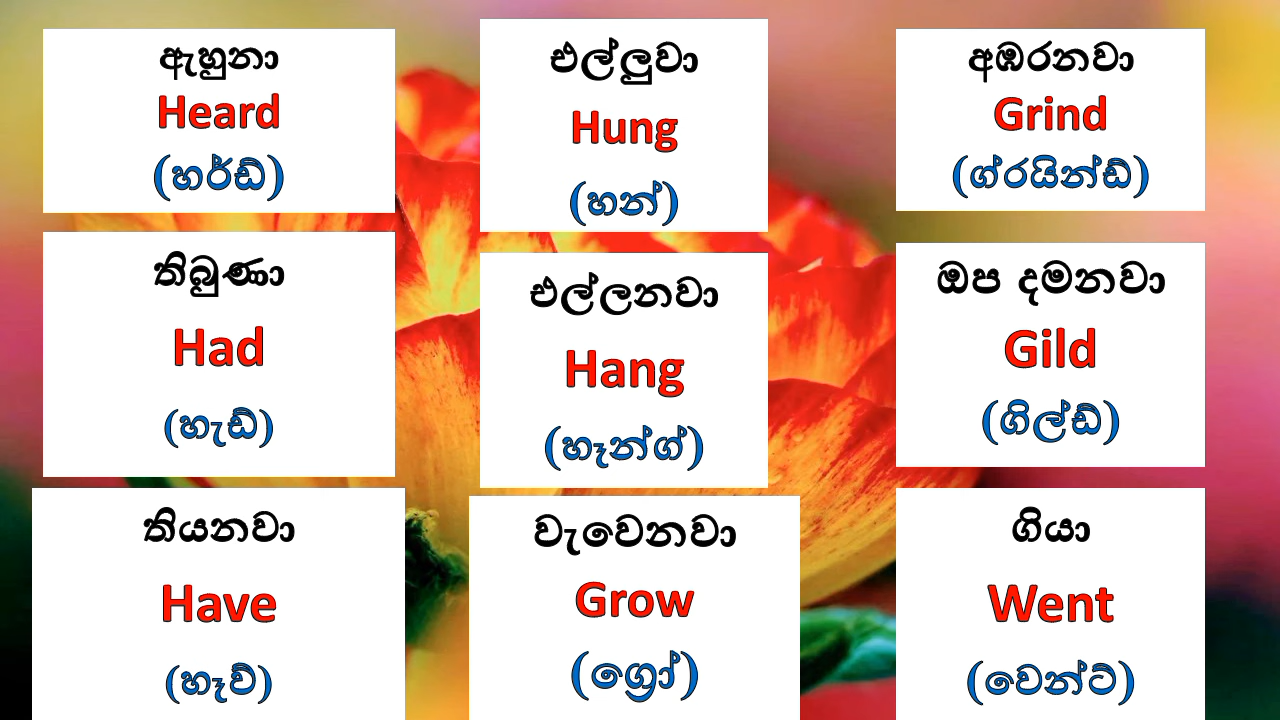 ඇහුනා
Heard
(හර්ඩ්)
එල්ලුවා
Hung
(හන්)
අඹරනවා
Grind
(ග්රයින්ඩ්)
තිබුණා
Had
(හැඩ්)
එල්ලනවා
Hang
(හෑන්ග්)
ඔප දමනවා
Gild
(ගිල්ඩ්)
තියනවා
Have
(හෑව්)
වැවෙනවා
Grow
(ග්‍රෝ)
ගියා
Went
(වෙන්ට්)